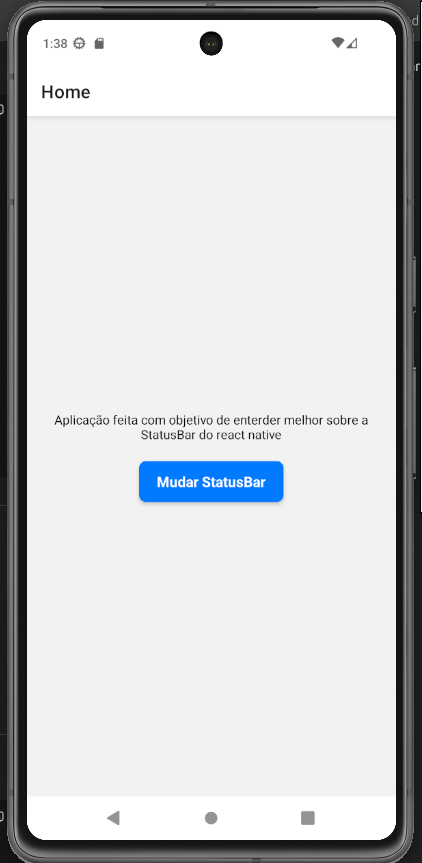 1:38
Home
Aplicação feita com objetivo de enterder melhor sobre a
StatusBar do react native
Mudar StatusBar